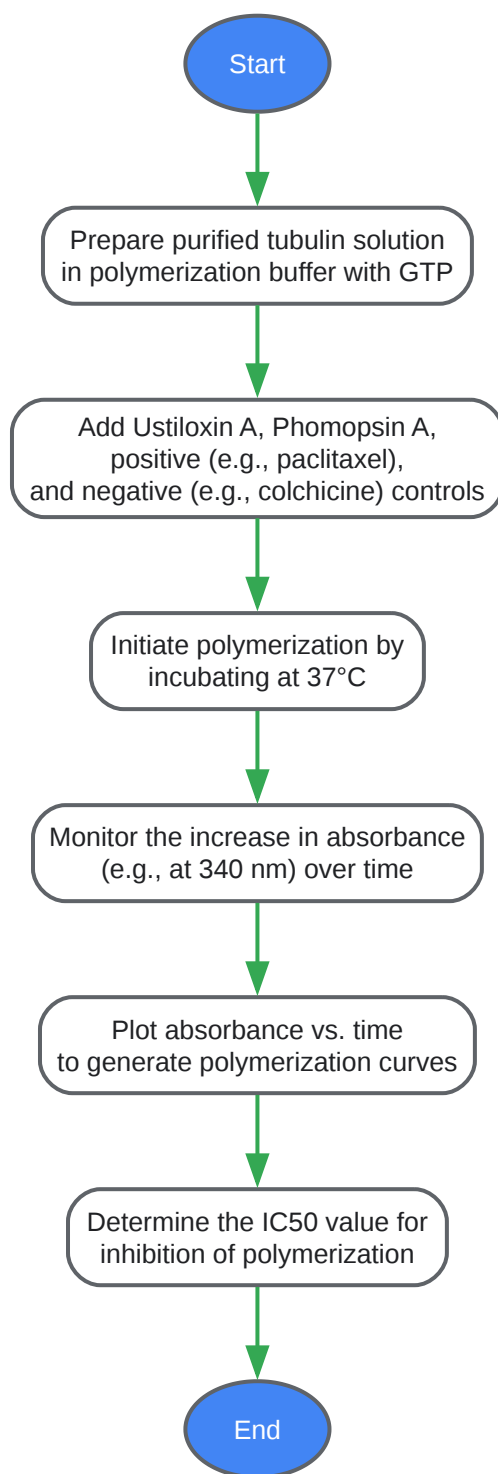 Start
Prepare purified tubulin solution
in polymerization buffer with GTP
Add Ustiloxin A, Phomopsin A,
positive (e.g., paclitaxel),
and negative (e.g., colchicine) controls
Initiate polymerization by
incubating at 37°C
Monitor the increase in absorbance
(e.g., at 340 nm) over time
Plot absorbance vs. time
to generate polymerization curves
Determine the IC50 value for
inhibition of polymerization
End